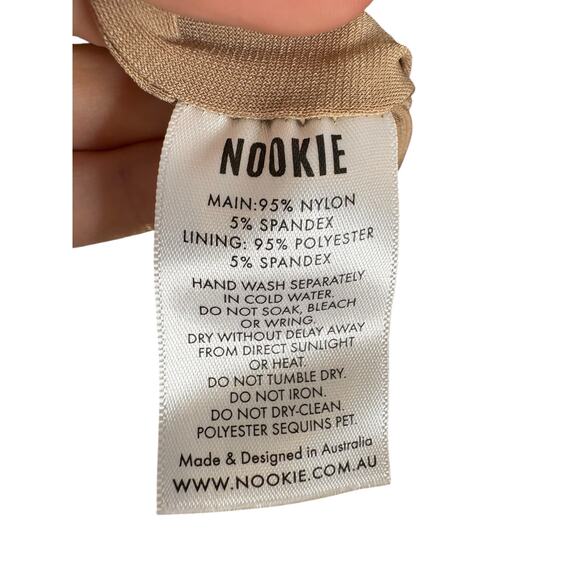 NOOKIE
MAIN:95% NYLON
5% SPANDEX
LINING: 95% POLYESTER
5% SPANDEX
HAND WASH SEPARATELY
IN COLD WATER.
DO NOT SOAK, BLEACH
OR WRING.
DRY WITHOUT DELAY AWAY
FROM DIRECT SUNLIGHT
OR HEAT.
DO NOT TUMBLE DRY.
DO NOT IRON.
DO NOT DRY-CLEAN.
POLYESTER SEQUINS PET.
Made & Designed in Australia
WWW.NOOKIE.COM.AU